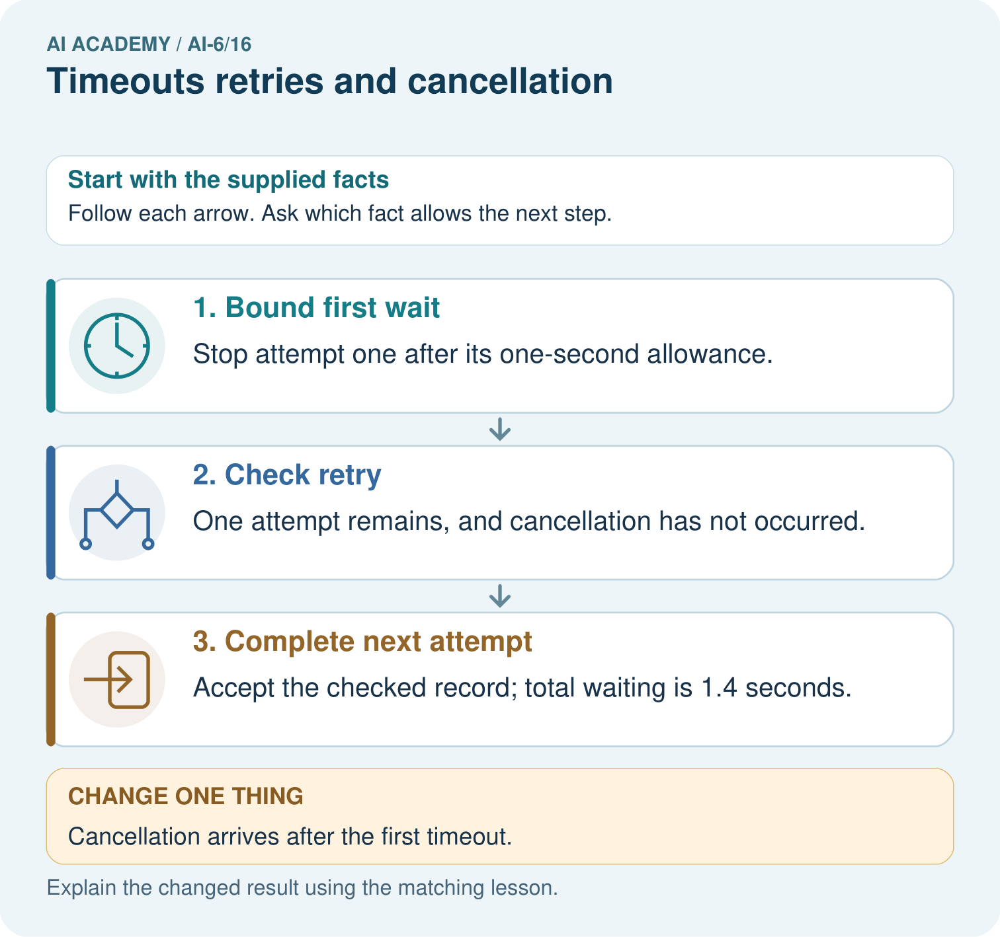 AI ACADEMY / AI-6/16
Timeouts retries and cancellation
Start with the supplied facts
Follow each arrow. Ask which fact allows the next step.
1. Bound first wait
Stop attempt one after its one-second allowance.
2. Check retry
One attempt remains, and cancellation has not occurred.
3. Complete next attempt
Accept the checked record; total waiting is 1.4 seconds.
CHANGE ONE THING
Cancellation arrives after the first timeout.
Explain the changed result using the matching lesson.